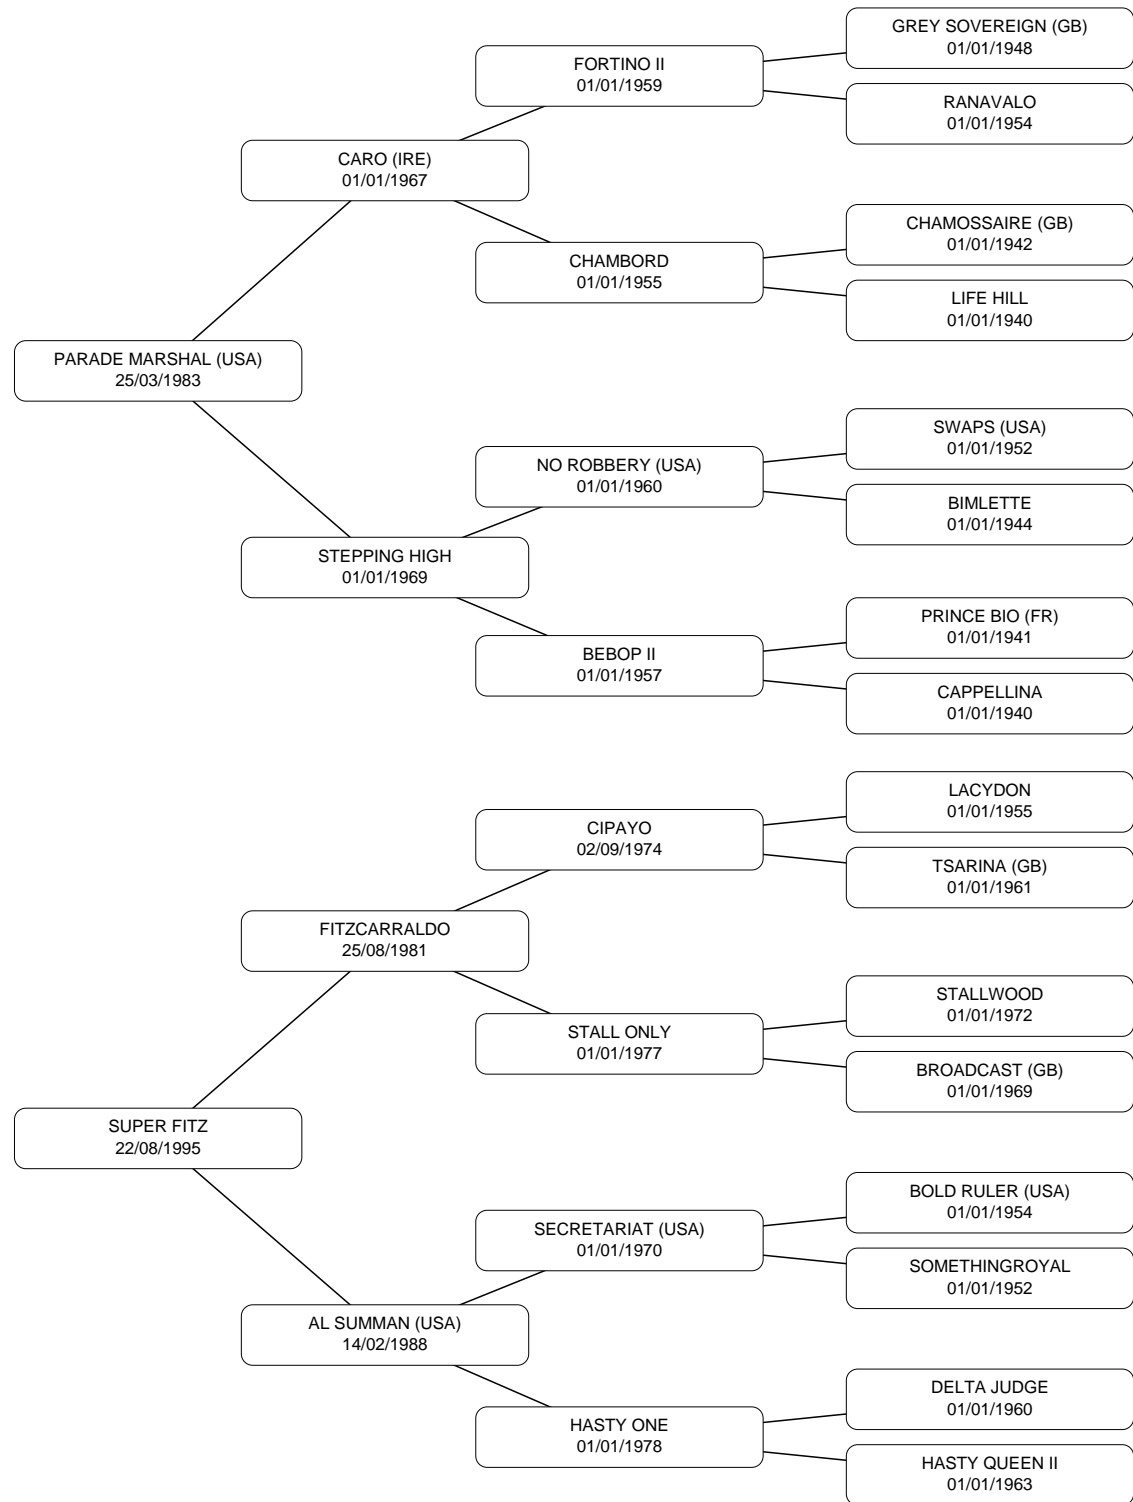 GREY SOVEREIGN (GB)
01/01/1948
FORTINO II
01/01/1959
RANAVALO
01/01/1954
CARO (IRE)
01/01/1967
CHAMOSSAIRE (GB)
01/01/1942
CHAMBORD
01/01/1955
LIFE HILL
01/01/1940
PARADE MARSHAL (USA)
25/03/1983
SWAPS (USA)
01/01/1952
NO ROBBERY (USA)
01/01/1960
BIMLETTE
01/01/1944
STEPPING HIGH
01/01/1969
PRINCE BIO (FR)
01/01/1941
BEBOP II
01/01/1957
CAPPELLINA
01/01/1940
LACYDON
01/01/1955
CIPAYO
02/09/1974
TSARINA (GB)
01/01/1961
FITZCARRALDO
25/08/1981
STALLWOOD
01/01/1972
STALL ONLY
01/01/1977
BROADCAST (GB)
01/01/1969
SUPER FITZ
22/08/1995
BOLD RULER (USA)
01/01/1954
SECRETARIAT (USA)
01/01/1970
SOMETHINGROYAL
01/01/1952
AL SUMMAN (USA)
14/02/1988
DELTA JUDGE
01/01/1960
HASTY ONE
01/01/1978
HASTY QUEEN II
01/01/1963